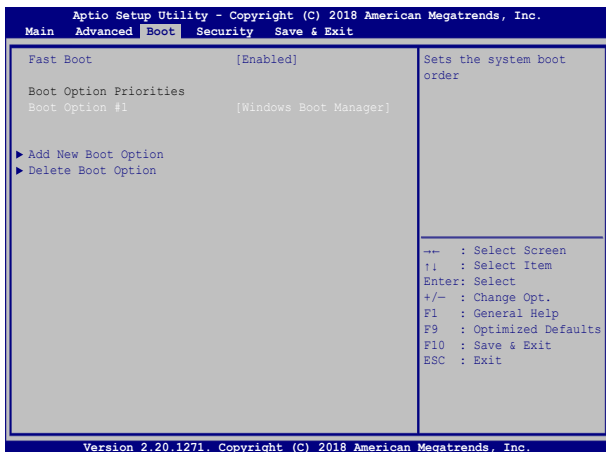 Aptio Setup Utility - Copyright (C) 2018 American Megatrends, Inc.
Main Advanced Boot Security Save & Exit
Fast Boot [Enabled]
Boot Option Priorities
Boot Option #1 [Windows Boot Manager]
▶ Add New Boot Option
▶ Delete Boot Option
Sets the system boot
order
→← : Select Screen
↑↓ : Select Item
Enter: Select
+/— : Change Opt.
F1 : General Help
F9 : Optimized Defaults
F10 : Save & Exit
ESC : Exit
Version 2.20.1271. Copyright (C) 2018 American Megatrends, Inc.